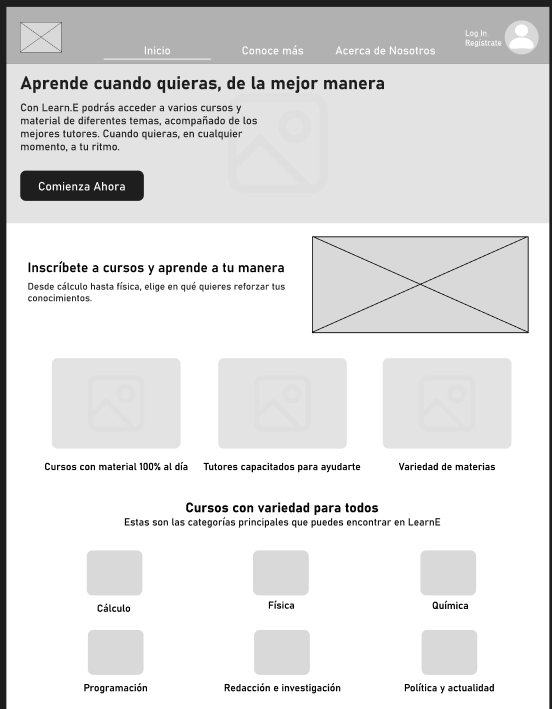 Inicio
Conoce más
Acerca de Nosotros
Log In
Regístrate
Aprende cuando quieras, de la mejor manera
Con Learn.E podrás acceder a varios cursos y
material de diferentes temas, acompañado de los
mejores tutores. Cuando quieras, en cualquier
momento, a tu ritmo.
Comienza Ahora
Inscríbete a cursos y aprende a tu manera
Desde cálculo hasta física, elige en qué quieres reforzar tus
conocimientos.
Cursos con material 100% al día
Tutores capacitados para ayudarte
Variedad de materias
Cursos con variedad para todos
Estas son las categorías principales que puedes encontrar en LearnE
Cálculo
Física
Química
Programación
Redacción e investigación
Política y actualidad